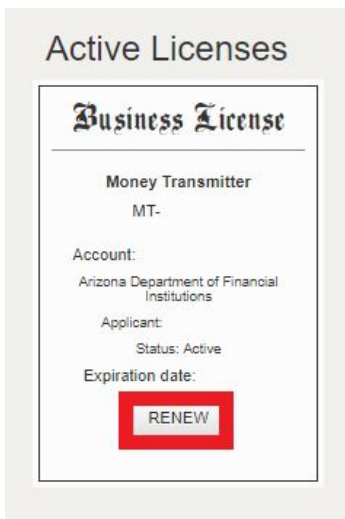 Active Licenses
Business License
Money Transmitter
MT-
Account:
Arizona Department of Financial
Institutions
Applicant:
Status: Active
Expiration date:
RENEW